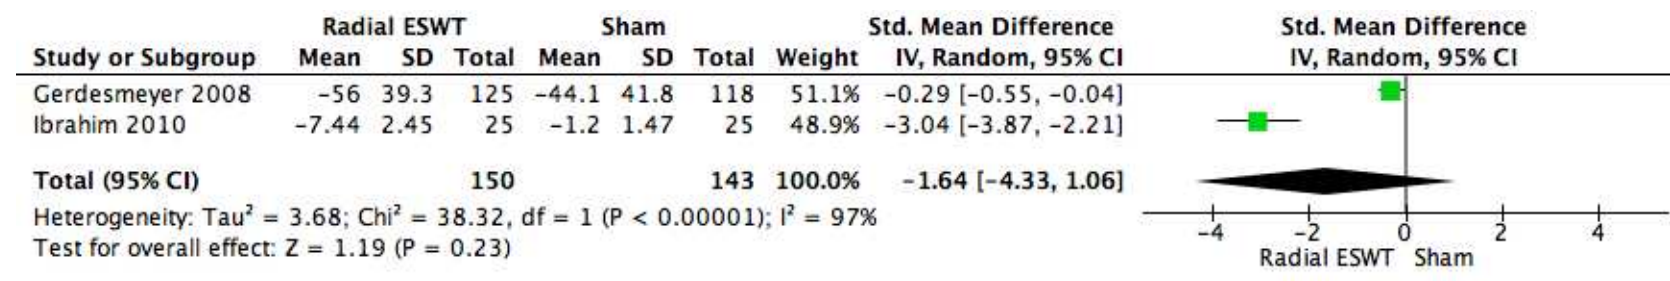 Radial ESWT Sham Std. Mean Difference Std. Mean Difference
Study or Subgroup Mean SD Total Mean SD Total Weight IV, Random, 95% CI IV, Random, 95% CI
Gerdesmeyer 2008 −56 39.3 125 −44.1 41.8 118 51.1% −0.29 [−0.55, −0.04]
Ibrahim 2010 −7.44 2.45 25 −1.2 1.47 25 48.9% −3.04 [−3.87, −2.21]
Total (95% CI) 150 143 100.0% −1.64 [−4.33, 1.06]
Heterogeneity: Tau² = 3.68; Chi² = 38.32, df = 1 (P < 0.00001); I² = 97%
Test for overall effect: Z = 1.19 (P = 0.23)
−4 −2 0 2 4
Radial ESWT Sham